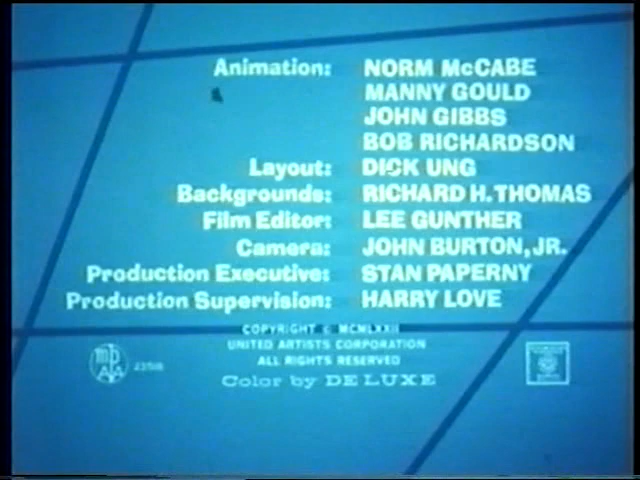 Animation: NORM McCABE
MANNY GOULD
JOHN GIBBS
BOB RICHARDSON
Layout: DICK UNG
Backgrounds: RICHARD H. THOMAS
Film Editor: LEE GUNTHER
Camera: JOHN BURTON, JR.
Production Executive: STAN PAPERNY
Production Supervision: HARRY LOVE
COPYRIGHT © MCMLXXII
UNITED ARTISTS CORPORATION
ALL RIGHTS RESERVED
Color by DE LUXE